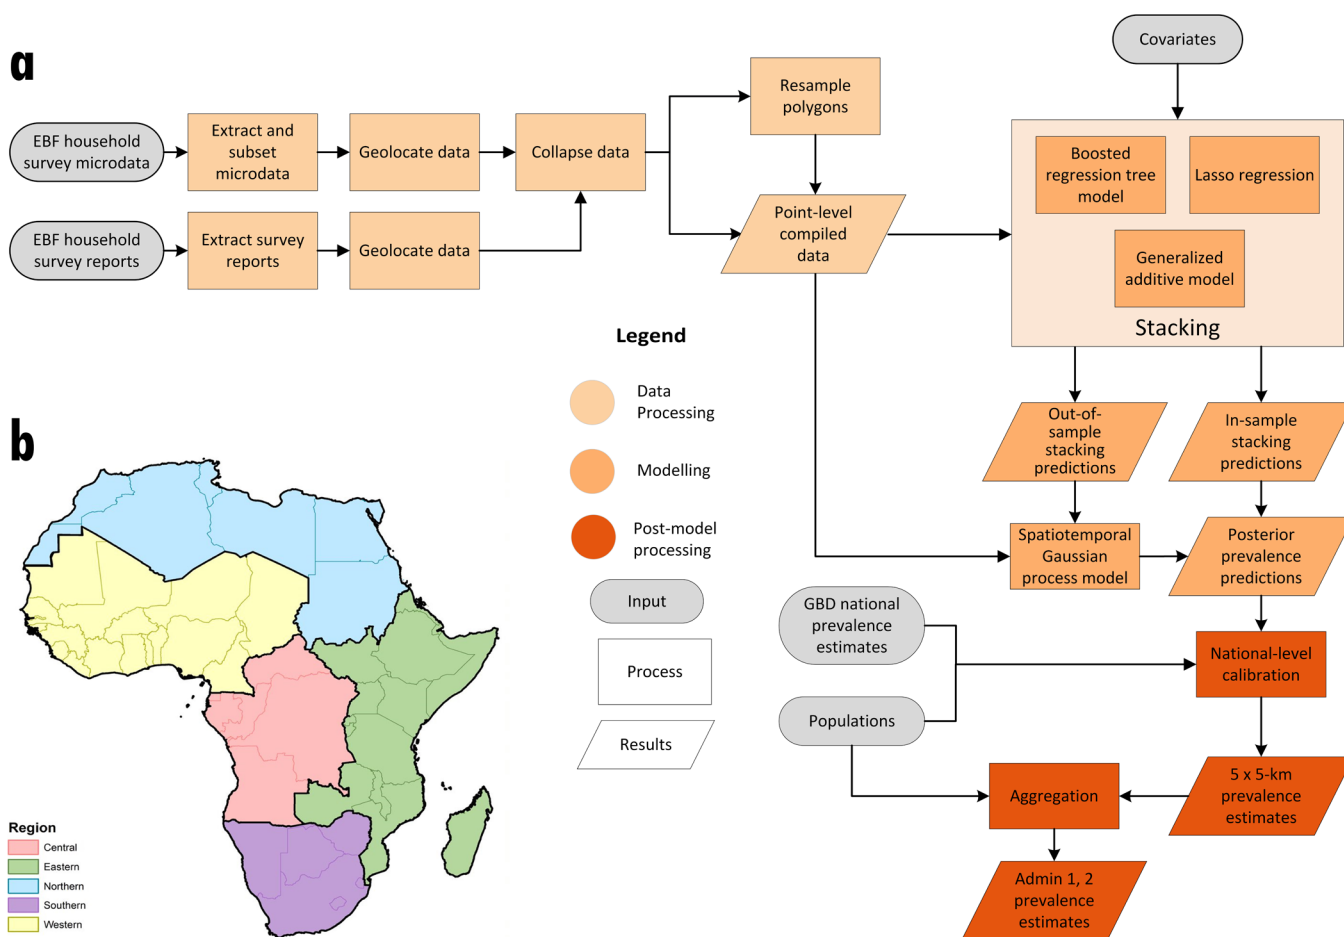 a
EBF household
survey microdata
Extract and
subset
microdata
Geolocate data
Collapse data
Resample
polygons
Covariates
Boosted
regression tree
model
Lasso regression
Generalized
additive model
Stacking
EBF household
survey reports
Extract survey
reports
Geolocate data
Point-level
compiled
data
Legend
Data
Processing
Modelling
Post-model
processing
Input
Process
Results
Out-of-
sample
stacking
predictions
In-sample
stacking
predictions
Spatiotemporal
Gaussian
process model
Posterior
prevalence
predictions
GBD national
prevalence
estimates
National-level
calibration
Populations
Aggregation
5 x 5-km
prevalence
estimates
Admin 1, 2
prevalence
estimates
b
Region
Central
Eastern
Northern
Southern
Western